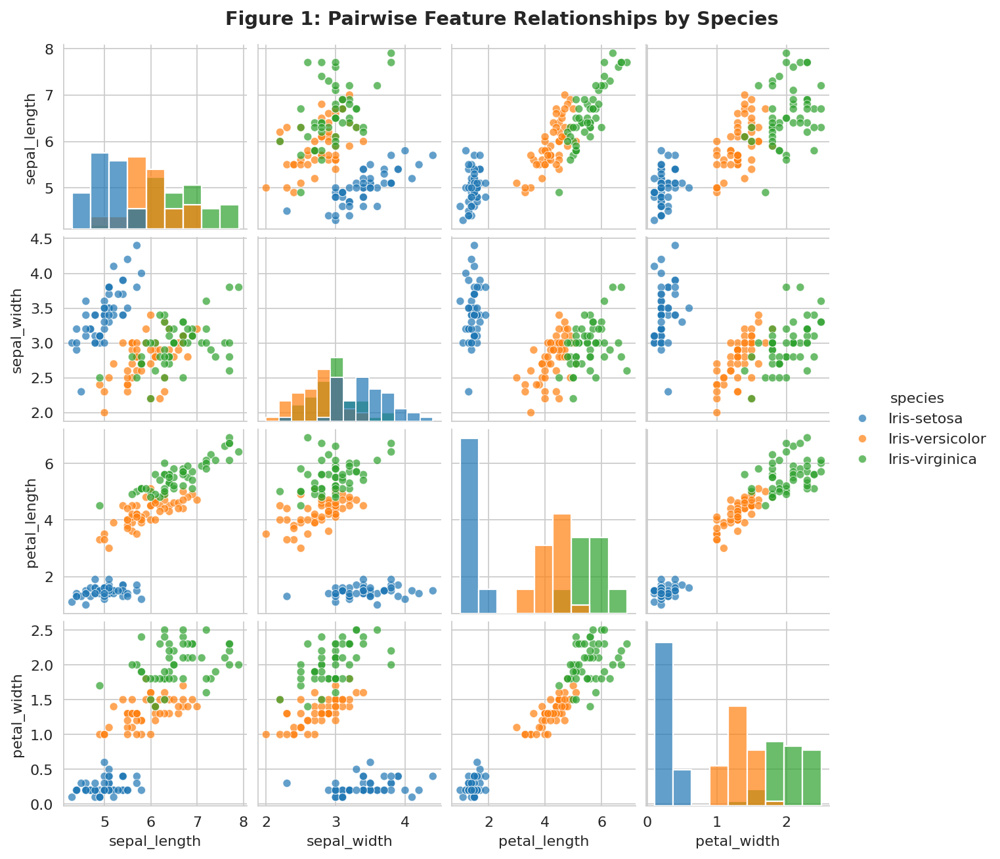 Figure 1: Pairwise Feature Relationships by Species
8
7
6
5
sepal_length
4.5
4.0
3.5
3.0
2.5
2.0
sepal_width
6
4
2
petal_length
2.5
2.0
1.5
1.0
0.5
0.0
petal_width
5 6 7 8
sepal_length
2 3 4
sepal_width
2 4 6
petal_length
0 1 2
petal_width
species
Iris-setosa
Iris-versicolor
Iris-virginica